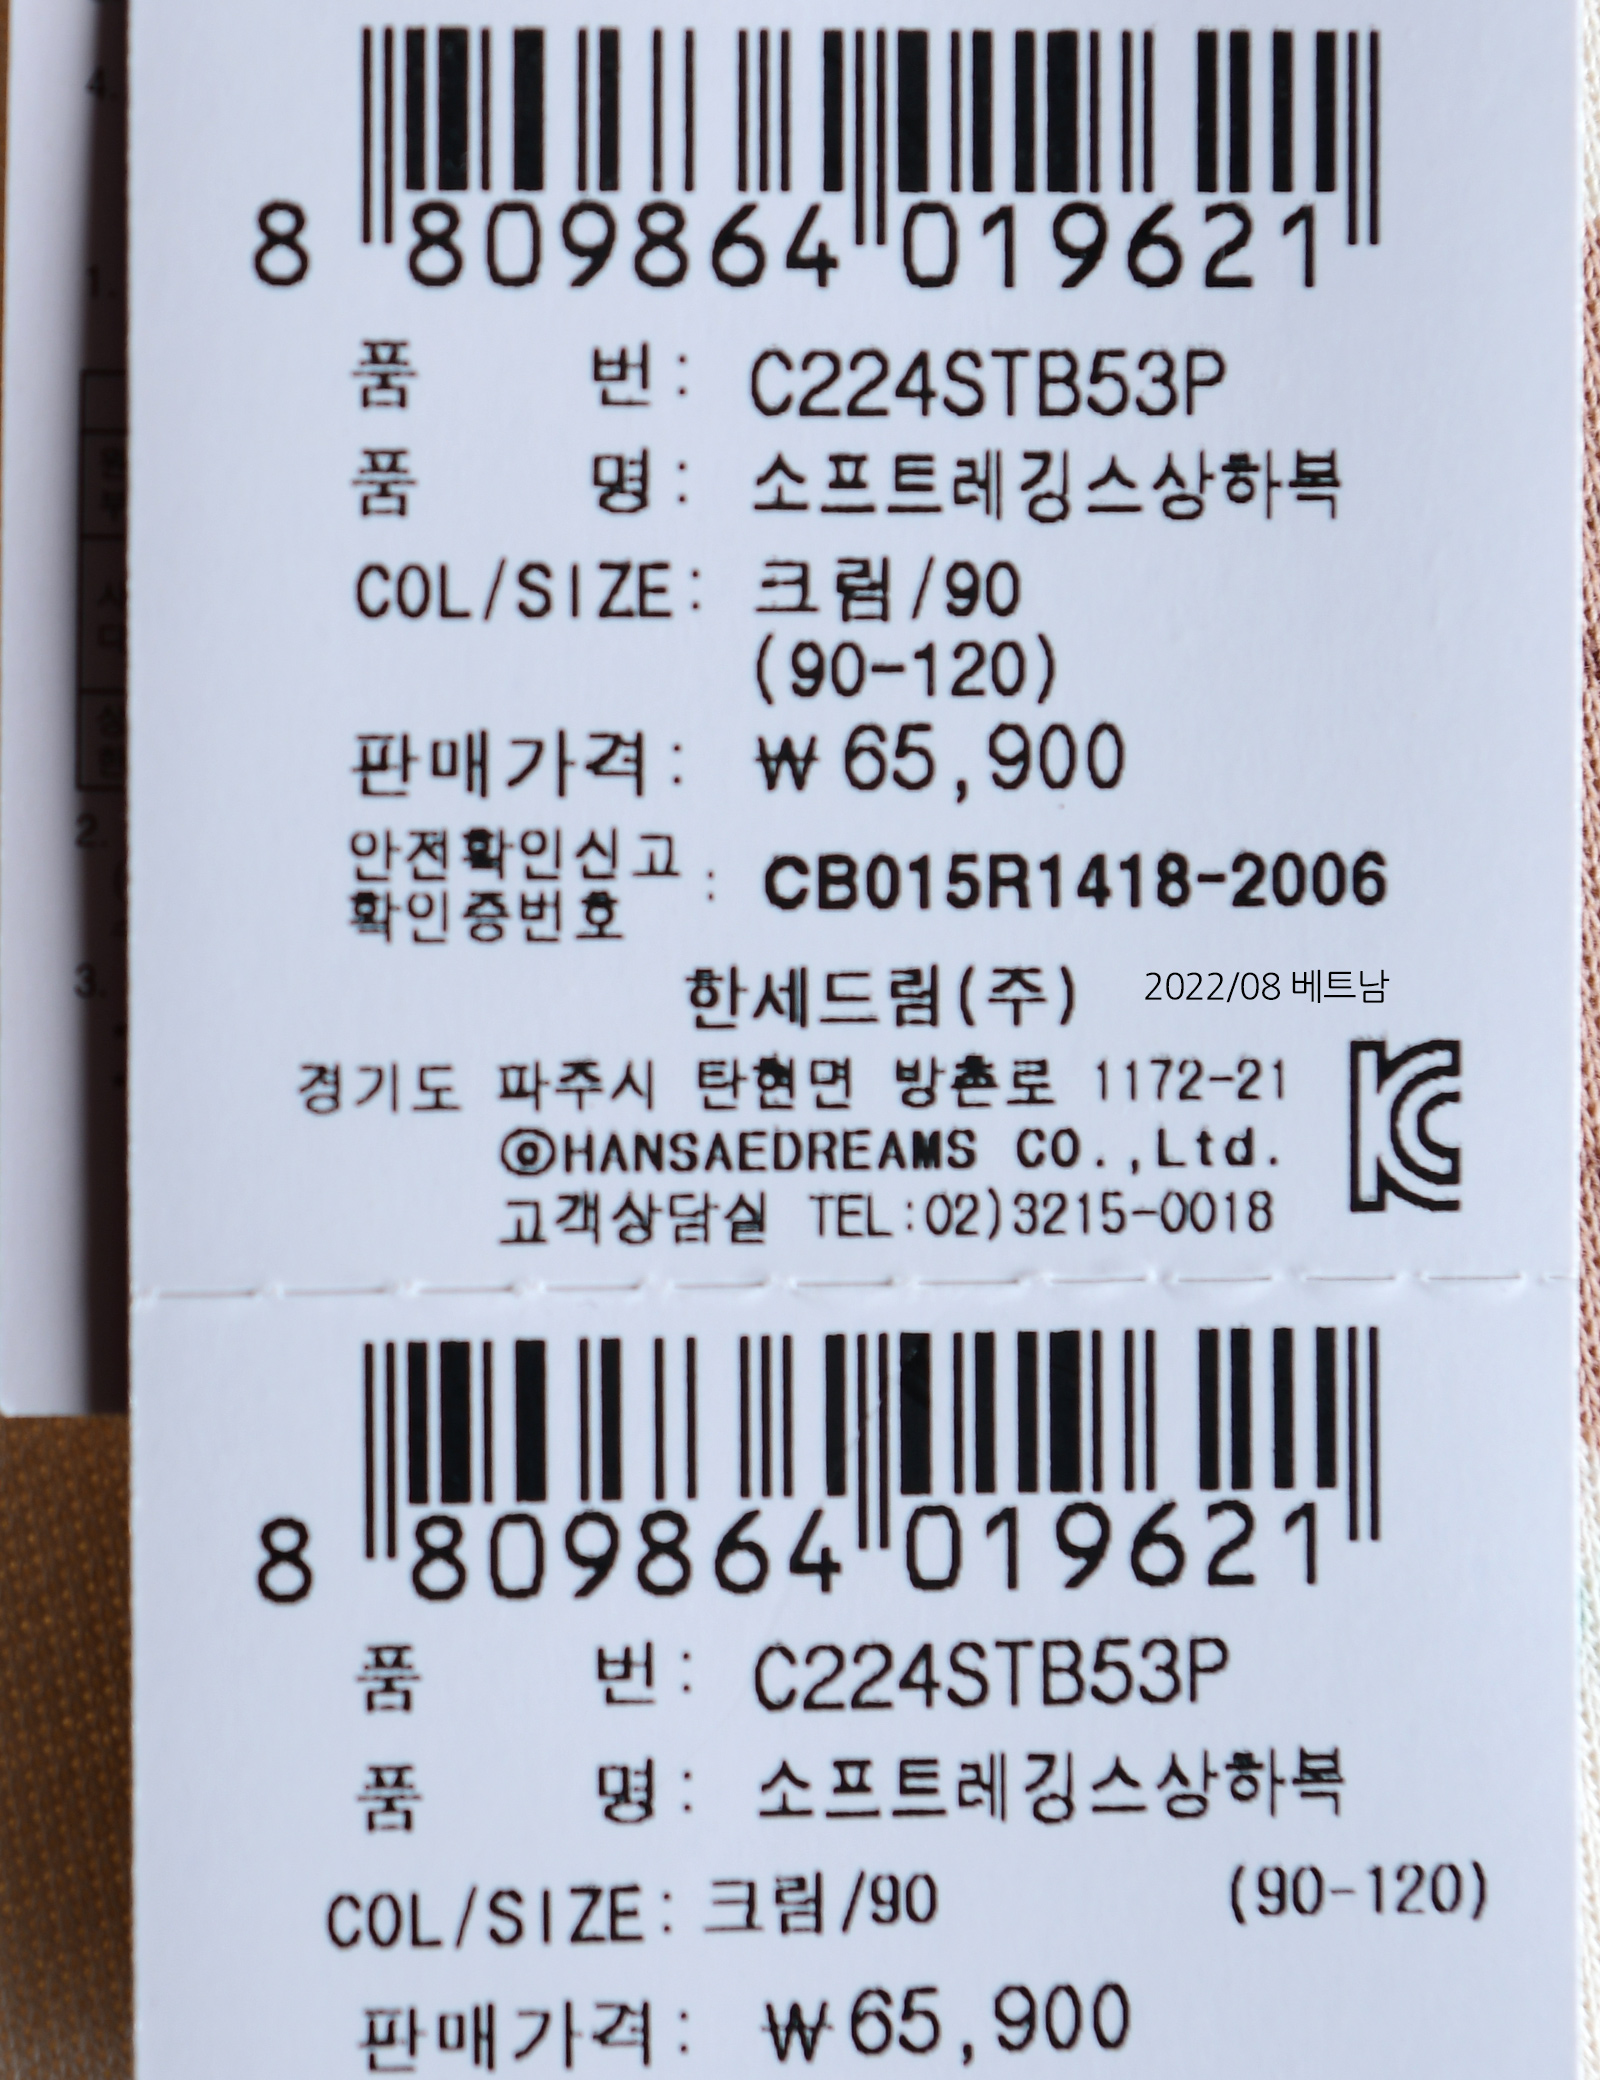 8 809864 019621
품 번: C224STB53P
품 명: 소프트레깅스상하복
COL/SIZE: 크림/90
(90-120)
판매가격: ₩65,900
안전확인신고
확인증번호 : CB015R1418-2006
한세드림(주) 2022/08 베트남
경기도 파주시 탄현면 방촌로 1172-21
ⓒHANSAEDREAMS CO.,Ltd.
고객상담실 TEL:02)3215-0018
8 809864 019621
품 번: C224STB53P
품 명: 소프트레깅스상하복
COL/SIZE: 크림/90 (90-120)
판매가격: ₩65,900
4.
1.
2.
3.